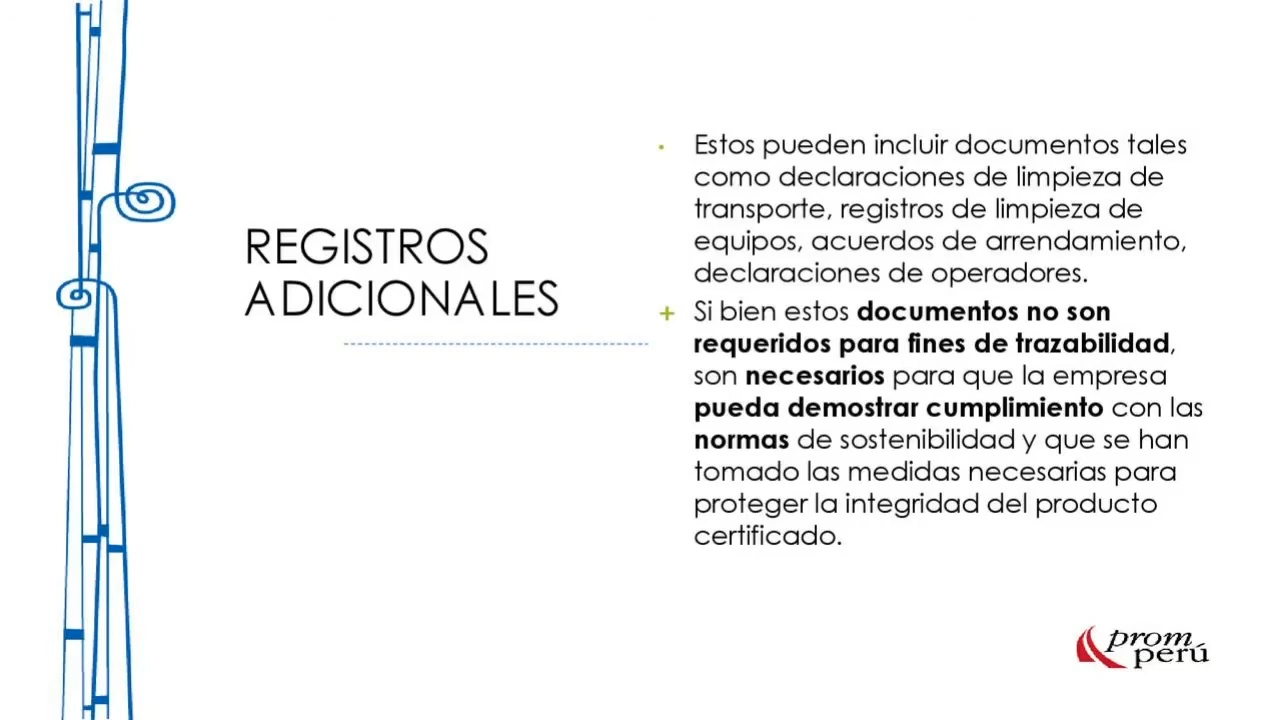 REGISTROS
ADICIONALES
• Estos pueden incluir documentos tales
como declaraciones de limpieza de
transporte, registros de limpieza de
equipos, acuerdos de arrendamiento,
declaraciones de operadores.
+ Si bien estos documentos no son
requeridos para fines de trazabilidad,
son necesarios para que la empresa
pueda demostrar cumplimiento con las
normas de sostenibilidad y que se han
tomado las medidas necesarias para
proteger la integridad del producto
certificado.
prom
perú